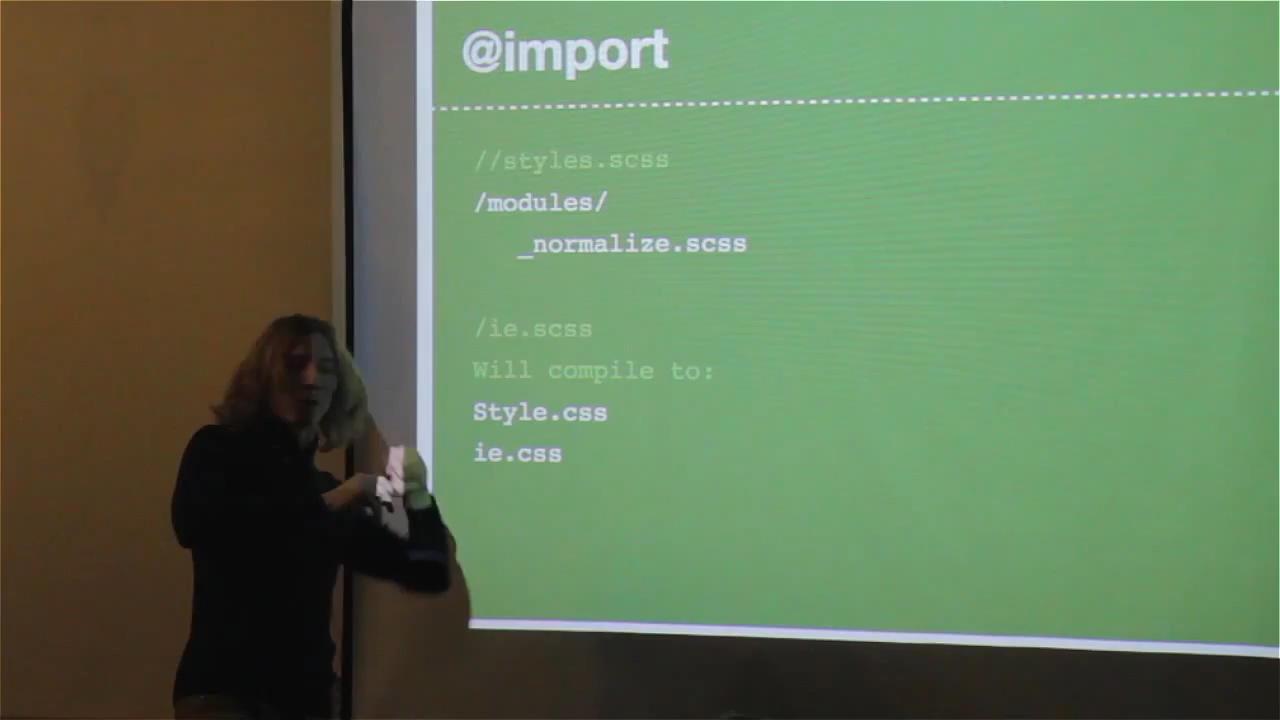 @import
//styles.scss
/modules/
_normalize.scss
/ie.scss
Will compile to:
Style.css
ie.css